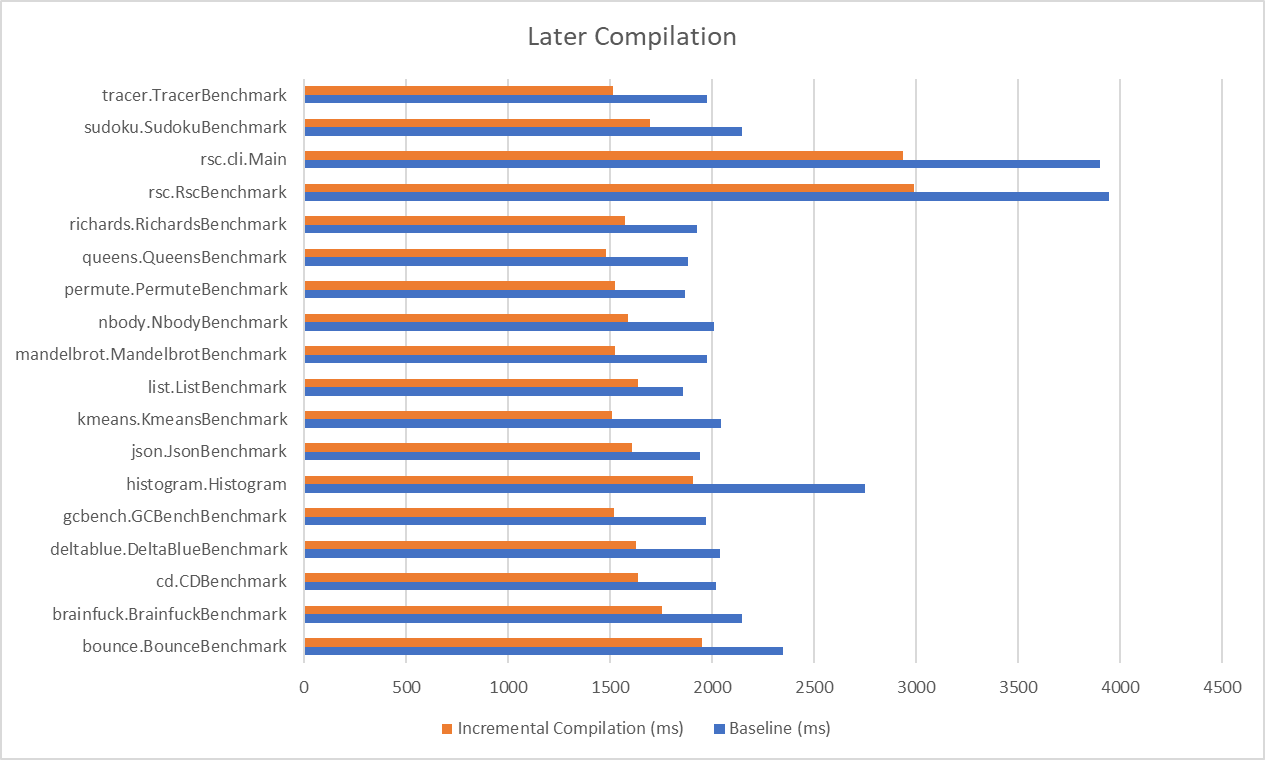 Later Compilation
tracer.TracerBenchmark
sudoku.SudokuBenchmark
rsc.cli.Main
rsc.RscBenchmark
richards.RichardsBenchmark
queens.QueensBenchmark
permute.PermuteBenchmark
nbody.NbodyBenchmark
mandelbrot.MandelbrotBenchmark
list.ListBenchmark
kmeans.KmeansBenchmark
json.JsonBenchmark
histogram.Histogram
gcbench.GCBenchBenchmark
deltablue.DeltaBlueBenchmark
cd.CDBenchmark
brainfuck.BrainfuckBenchmark
bounce.BounceBenchmark
0 500 1000 1500 2000 2500 3000 3500 4000 4500
Incremental Compilation (ms) Baseline (ms)